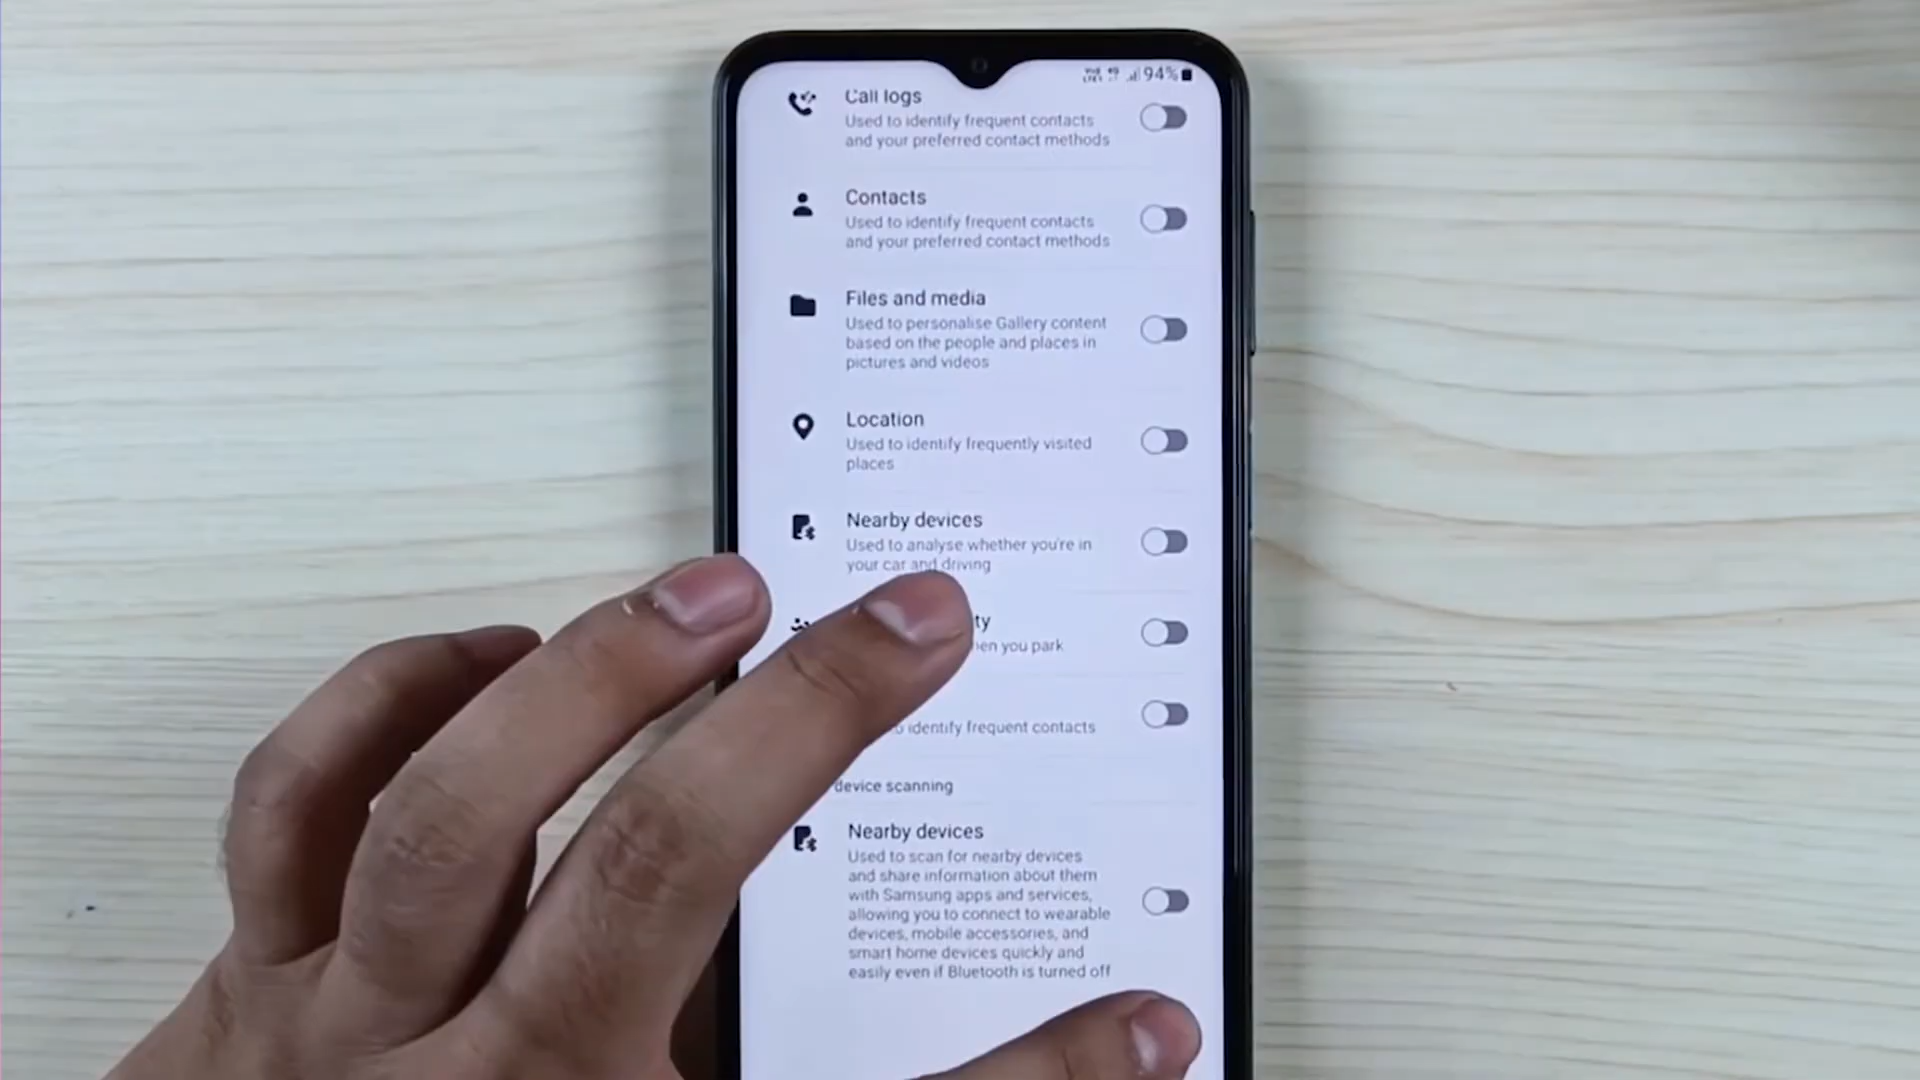 94%
Call logs
Used to identify frequent contacts
and your preferred contact methods
Contacts
Used to identify frequent contacts
and your preferred contact methods
Files and media
Used to personalise Gallery content
based on the people and places in
pictures and videos
Location
Used to identify frequently visited
places
Nearby devices
Used to analyse whether you're in
your car and driving
ty
you park
identify frequent contacts
device scanning
Nearby devices
Used to scan for nearby devices
and share information about them
with Samsung apps and services,
allowing you to connect to wearable
devices, mobile accessories, and
smart home devices quickly and
easily even if Bluetooth is turned off